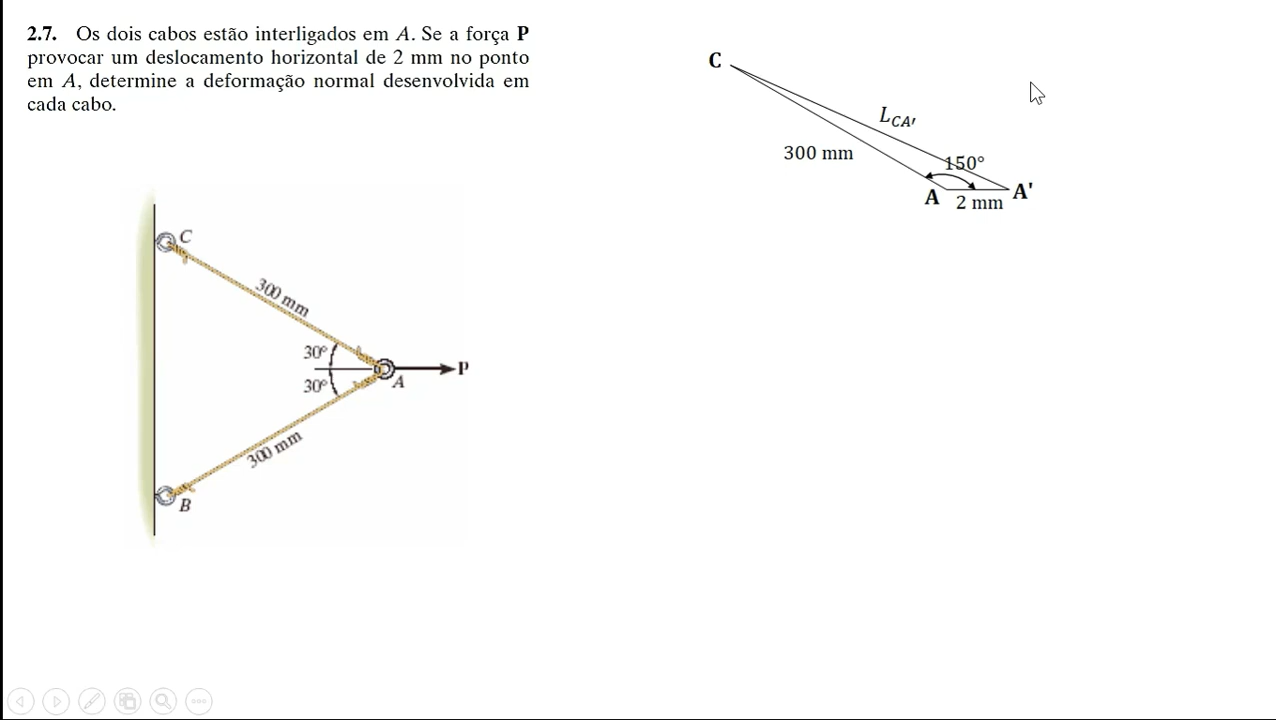 2.7. Os dois cabos estão interligados em A. Se a força P
provocar um deslocamento horizontal de 2 mm no ponto
em A, determine a deformação normal desenvolvida em
cada cabo.
C
L_CA'
300 mm
150°
A
2 mm
A'
C
300 mm
30°
P
30°
A
300 mm
B